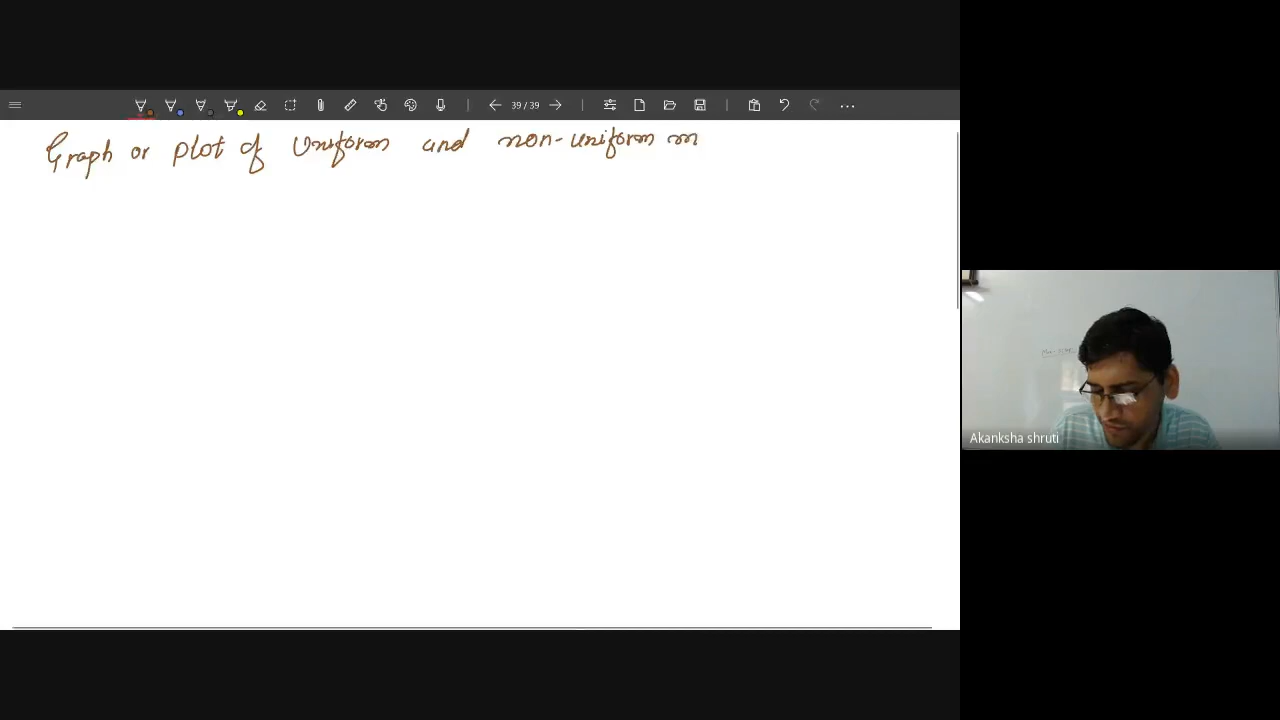 39 / 39
Graph or plot of Uniform and non-uniform m
Akanksha shruti